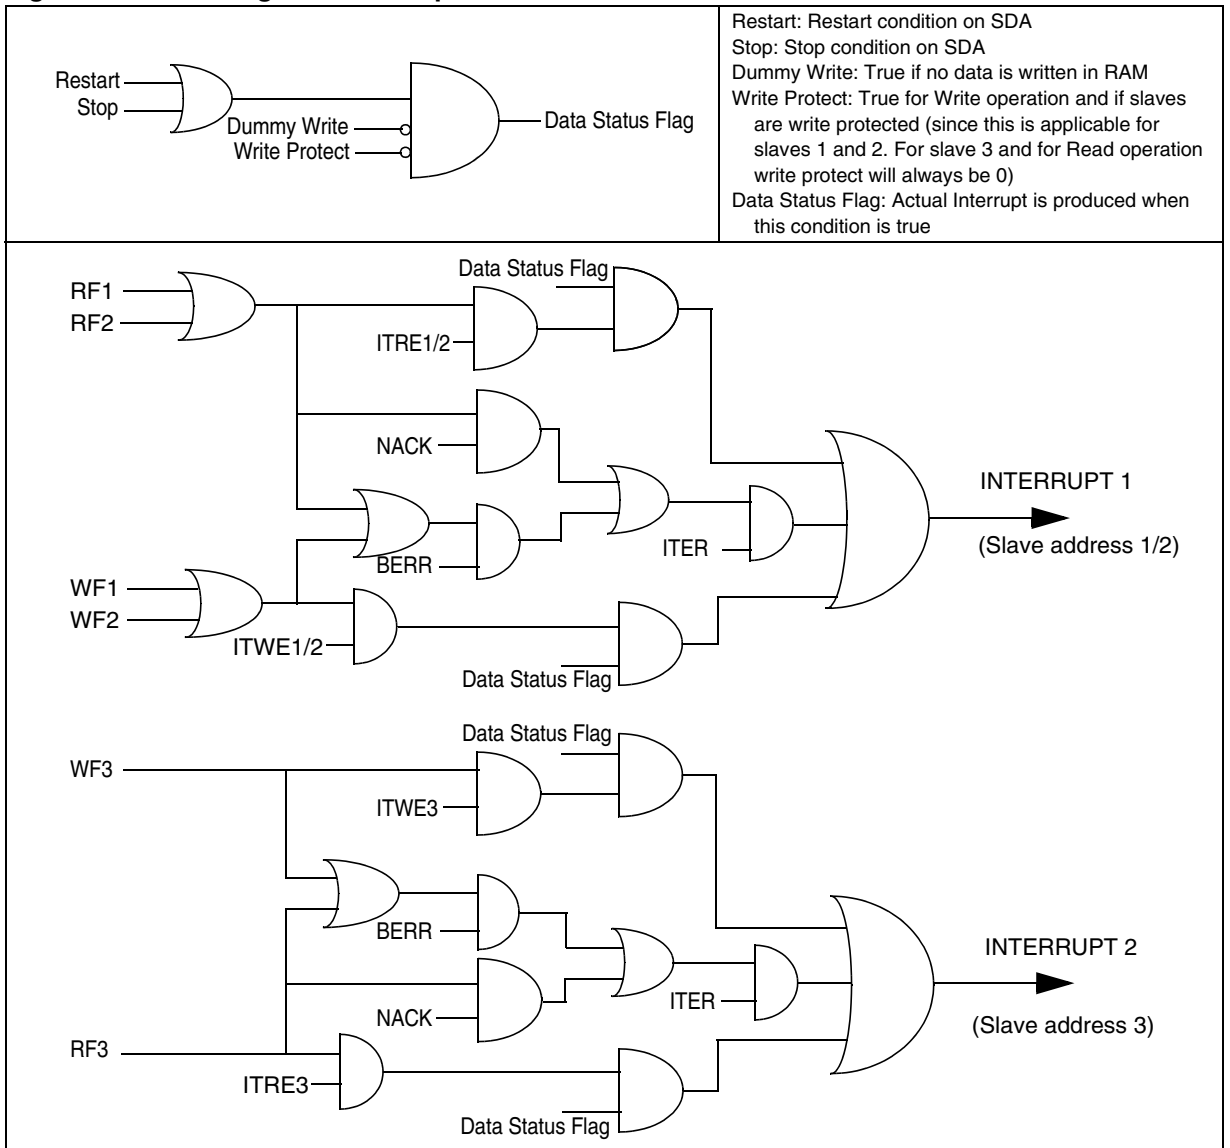 Restart
Stop
Dummy Write
Write Protect
Data Status Flag
Restart: Restart condition on SDA
Stop: Stop condition on SDA
Dummy Write: True if no data is written in RAM
Write Protect: True for Write operation and if slaves
are write protected (since this is applicable for
slaves 1 and 2. For slave 3 and for Read operation
write protect will always be 0)
Data Status Flag: Actual Interrupt is produced when
this condition is true
Data Status Flag
RF1
RF2
ITRE1/2
NACK
INTERRUPT 1
ITER
(Slave address 1/2)
BERR
WF1
WF2
ITWE1/2
Data Status Flag
Data Status Flag
WF3
ITWE3
BERR
INTERRUPT 2
ITER
NACK
(Slave address 3)
RF3
ITRE3
Data Status Flag